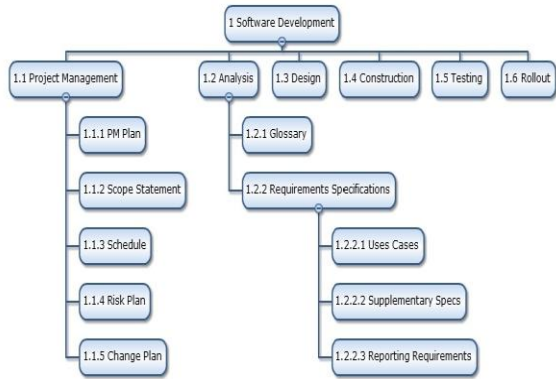 1 Software Development
1.1 Project Management
1.2 Analysis
1.3 Design
1.4 Construction
1.5 Testing
1.6 Rollout
1.1.1 PM Plan
1.1.2 Scope Statement
1.1.3 Schedule
1.1.4 Risk Plan
1.1.5 Change Plan
1.2.1 Glossary
1.2.2 Requirements Specifications
1.2.2.1 Uses Cases
1.2.2.2 Supplementary Specs
1.2.2.3 Reporting Requirements